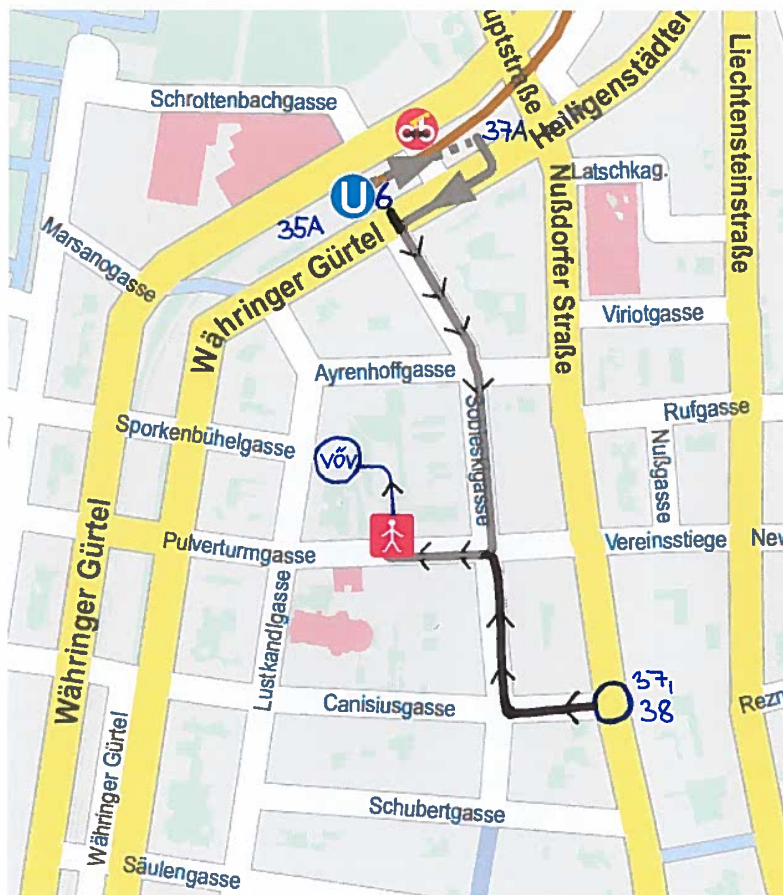 Schrottenbachgasse
uptstraße
Heiligenstädter
Liechtensteinstraße
37A
Latschkag.
U
6
35A
Nußdorfer Straße
Marsanogasse
Währinger Gürtel
Viriotgasse
Ayrenhoffgasse
Sobieskigasse
Rufgasse
Nußgasse
Sporkenbühelgasse
VÖV
Pulverturmgasse
Vereinsstiege
New
Währinger Gürtel
Lustkandlgasse
Canisiusgasse
37,
38
Rezn
Währinger Gürtel
Schubertgasse
Säulengasse